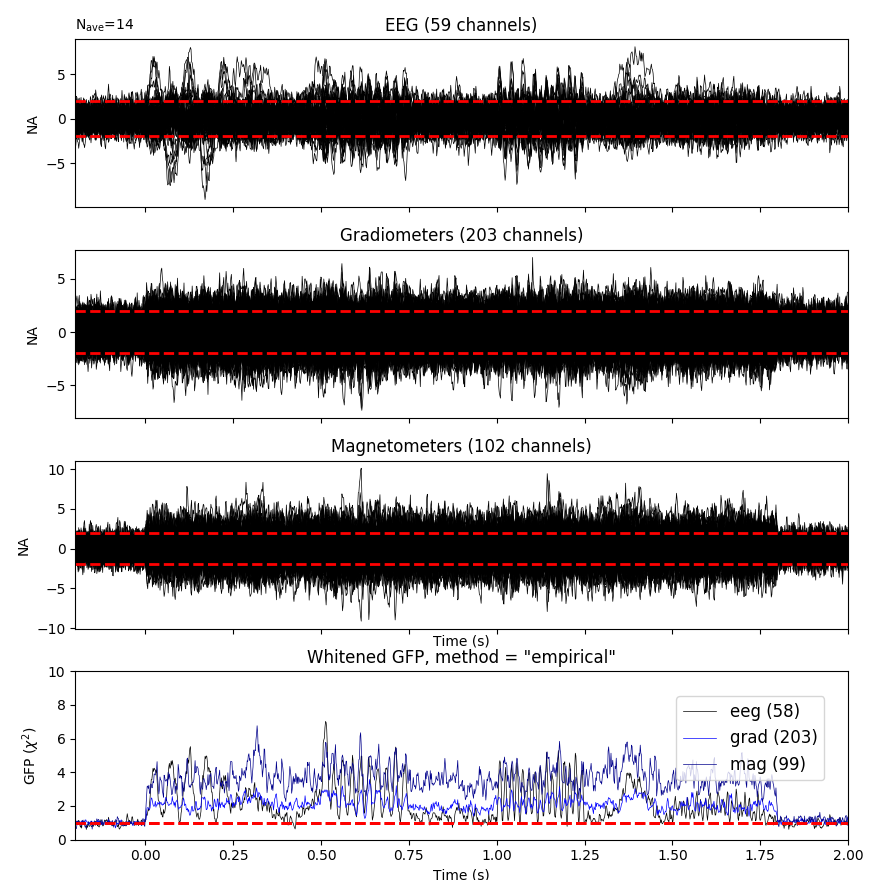 Nave=14
EEG (59 channels)
5
0
−5
NA
Gradiometers (203 channels)
5
0
−5
NA
Magnetometers (102 channels)
10
5
0
−5
−10
NA
Time (s)
Whitened GFP, method = "empirical"
10
8
6
4
2
0
GFP (χ²)
eeg (58)
grad (203)
mag (99)
0.00 0.25 0.50 0.75 1.00 1.25 1.50 1.75 2.00
Time (s)